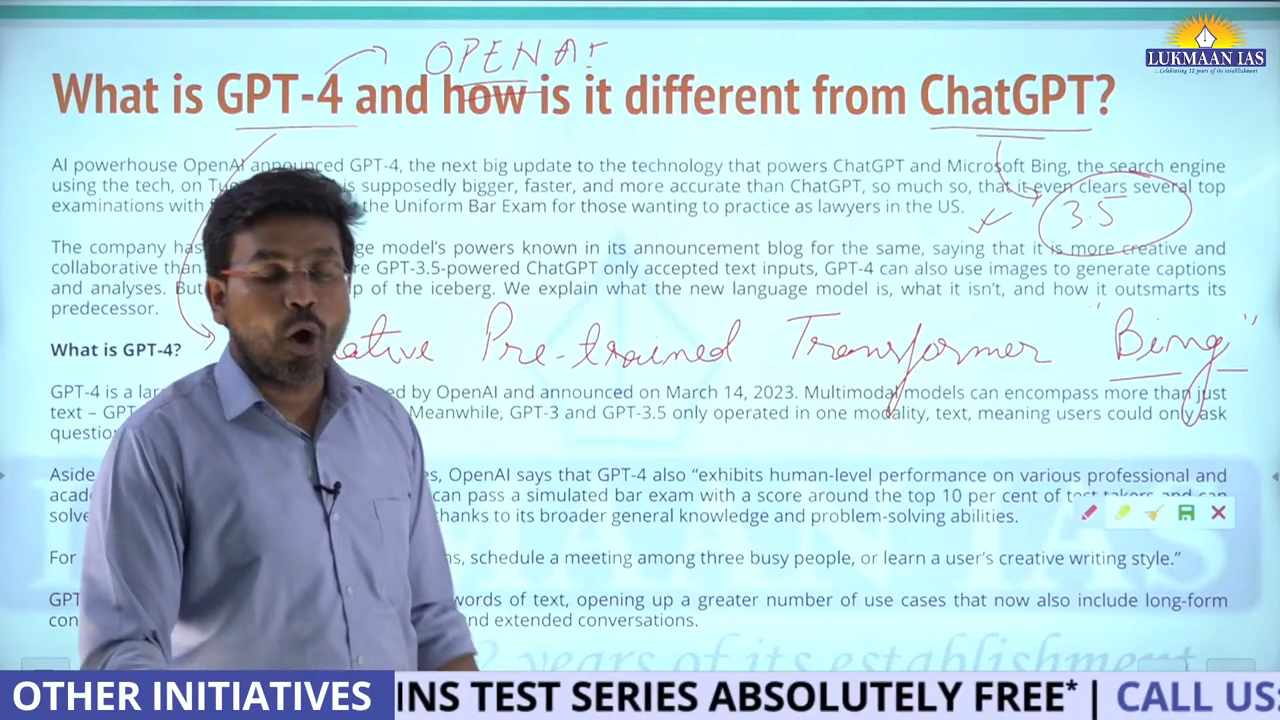 OPENAI
LUKMAAN IAS
...Celebrating 12 years of its establishment
What is GPT-4 and how is it different from ChatGPT?
AI powerhouse OpenAI announced GPT-4, the next big update to the technology that powers ChatGPT and Microsoft Bing, the search engine
using the tech, on is supposedly bigger, faster, and more accurate than ChatGPT, so much so, that it even clears several top
examinations with the Uniform Bar Exam for those wanting to practice as lawyers in the US.
3.5
The company has model's powers known in its announcement blog for the same, saying that it is more creative and
collaborative than GPT-3.5-powered ChatGPT only accepted text inputs, GPT-4 can also use images to generate captions
and analyses. of the iceberg. We explain what the new language model is, what it isn't, and how it outsmarts its
predecessor.
Pre-trained Transformer "Bing"
What is GPT-4?
GPT-4 is a by OpenAI and announced on March 14, 2023. Multimodal models can encompass more than just
text – Meanwhile, GPT-3 and GPT-3.5 only operated in one modality, text, meaning users could only ask
Aside OpenAI says that GPT-4 also "exhibits human-level performance on various professional and
can pass a simulated bar exam with a score around the top 10 per cent of test takers and can
thanks to its broader general knowledge and problem-solving abilities.
For schedule a meeting among three busy people, or learn a user's creative writing style."
words of text, opening up a greater number of use cases that now also include long-form
and extended conversations.
years of its establishment
OTHER INITIATIVES INS TEST SERIES ABSOLUTELY FREE* | CALL US: